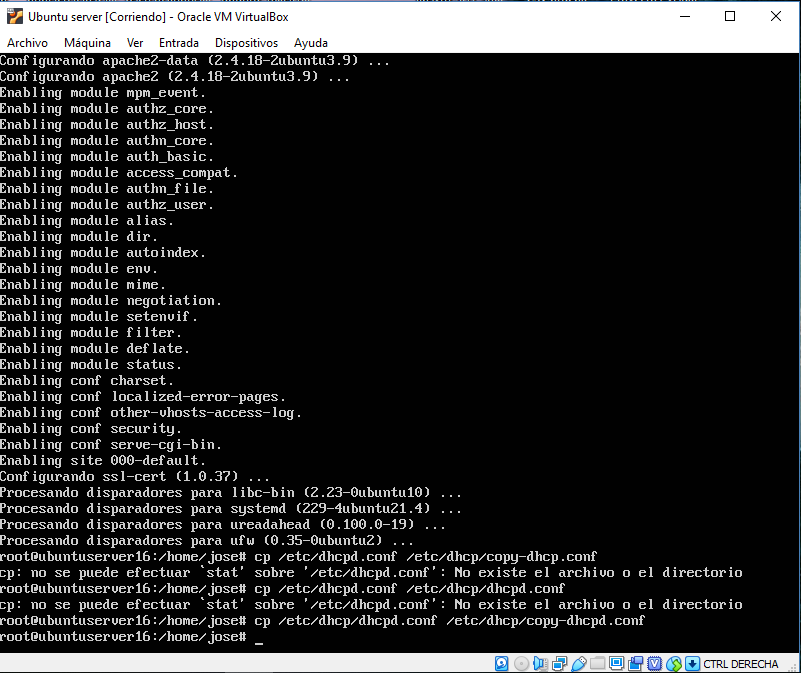 Ubuntu server [Corriendo] - Oracle VM VirtualBox
Archivo Máquina Ver Entrada Dispositivos Ayuda
Configurando apache2-data (2.4.18-2ubuntu3.9) ...
Configurando apache2 (2.4.18-2ubuntu3.9) ...
Enabling module mpm_event.
Enabling module authz_core.
Enabling module authz_host.
Enabling module authn_core.
Enabling module auth_basic.
Enabling module access_compat.
Enabling module authn_file.
Enabling module authz_user.
Enabling module alias.
Enabling module dir.
Enabling module autoindex.
Enabling module env.
Enabling module mime.
Enabling module negotiation.
Enabling module setenvif.
Enabling module filter.
Enabling module deflate.
Enabling module status.
Enabling conf charset.
Enabling conf localized-error-pages.
Enabling conf other-vhosts-access-log.
Enabling conf security.
Enabling conf serve-cgi-bin.
Enabling site 000-default.
Configurando ssl-cert (1.0.37) ...
Procesando disparadores para libc-bin (2.23-0ubuntu10) ...
Procesando disparadores para systemd (229-4ubuntu21.4) ...
Procesando disparadores para ureadahead (0.100.0-19) ...
Procesando disparadores para ufw (0.35-0ubuntu2) ...
root@ubuntuserver16:/home/jose# cp /etc/dhcpd.conf /etc/dhcp/copy-dhcp.conf
cp: no se puede efectuar `stat' sobre '/etc/dhcpd.conf': No existe el archivo o el directorio
root@ubuntuserver16:/home/jose# cp /etc/dhcpd.conf /etc/dhcp/dhcpd.conf
cp: no se puede efectuar `stat' sobre '/etc/dhcpd.conf': No existe el archivo o el directorio
root@ubuntuserver16:/home/jose# cp /etc/dhcp/dhcpd.conf /etc/dhcp/copy-dhcpd.conf
root@ubuntuserver16:/home/jose# _
CTRL DERECHA